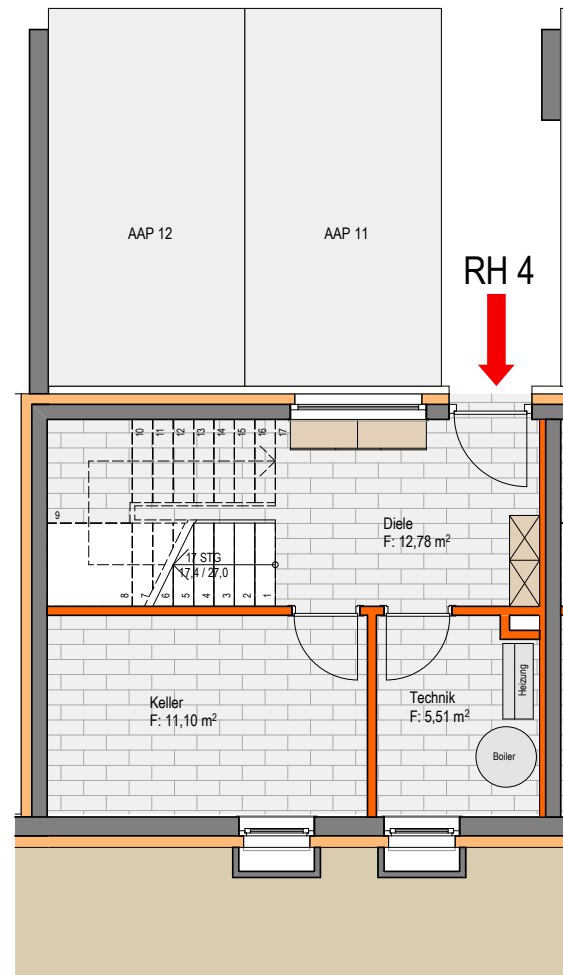 AAP 12
AAP 11
RH 4
10
11
12
13
14
15
16
17
9
Diele
F: 12,78 m²
17 STG
17,4 / 27,0
8
7
6
5
4
3
2
1
Keller
F: 11,10 m²
Technik
F: 5,51 m²
Heizung
Boiler